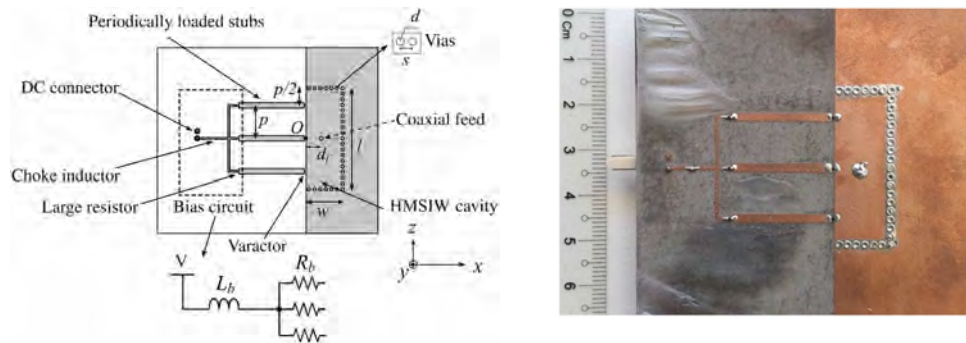 Periodically loaded stubs
d
Vias
s
DC connector
p/2
p
O
Coaxial feed
d_f
l
Choke inductor
Large resistor
Bias circuit
w
HMSIW cavity
Varactor
z
y
x
V
L_b
R_b
0 Cm
1
2
3
4
5
6